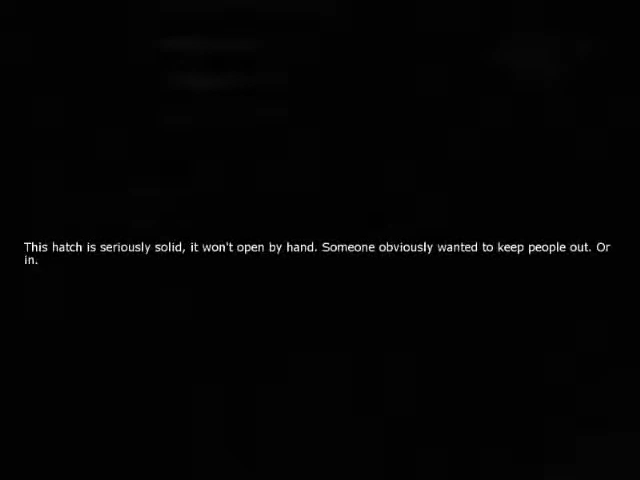 This hatch is seriously solid, it won't open by hand. Someone obviously wanted to keep people out. Or
in.